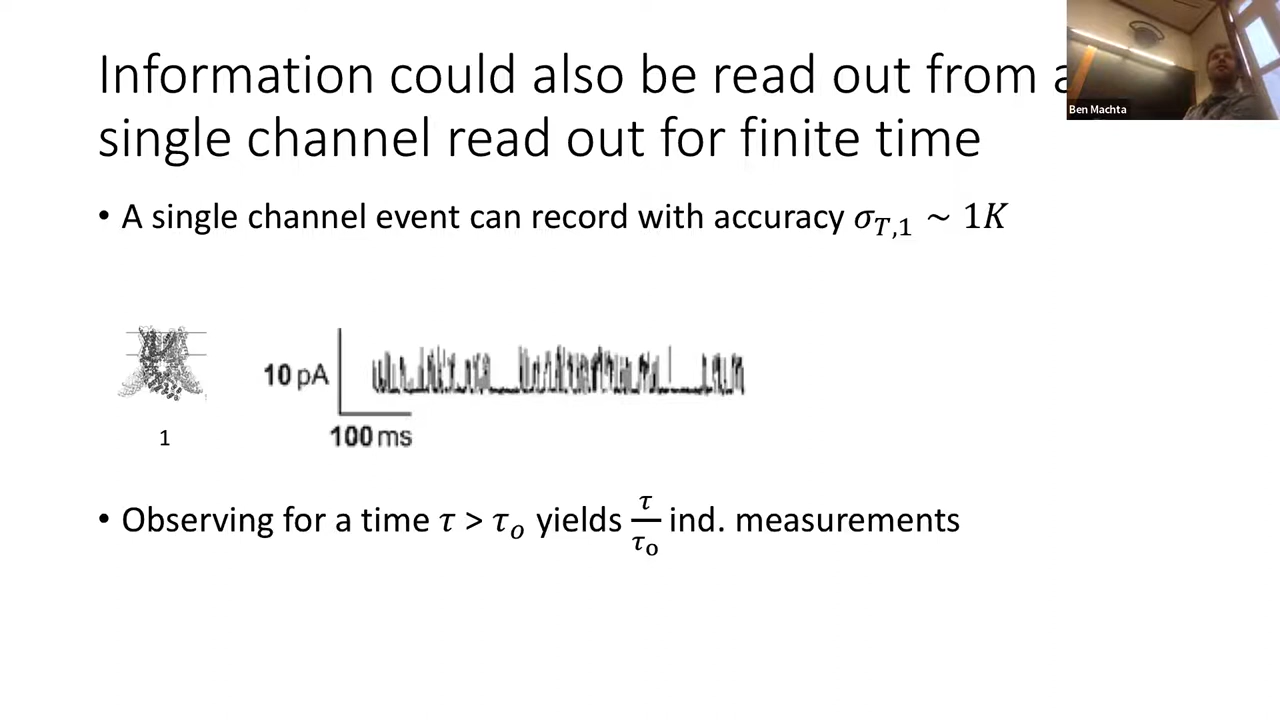 Information could also be read out from a
Ben Machta
single channel read out for finite time
• A single channel event can record with accuracy σ_{T,1} ~ 1K
10 pA
1
100 ms
• Observing for a time τ > τ_o yields τ/τ_o ind. measurements